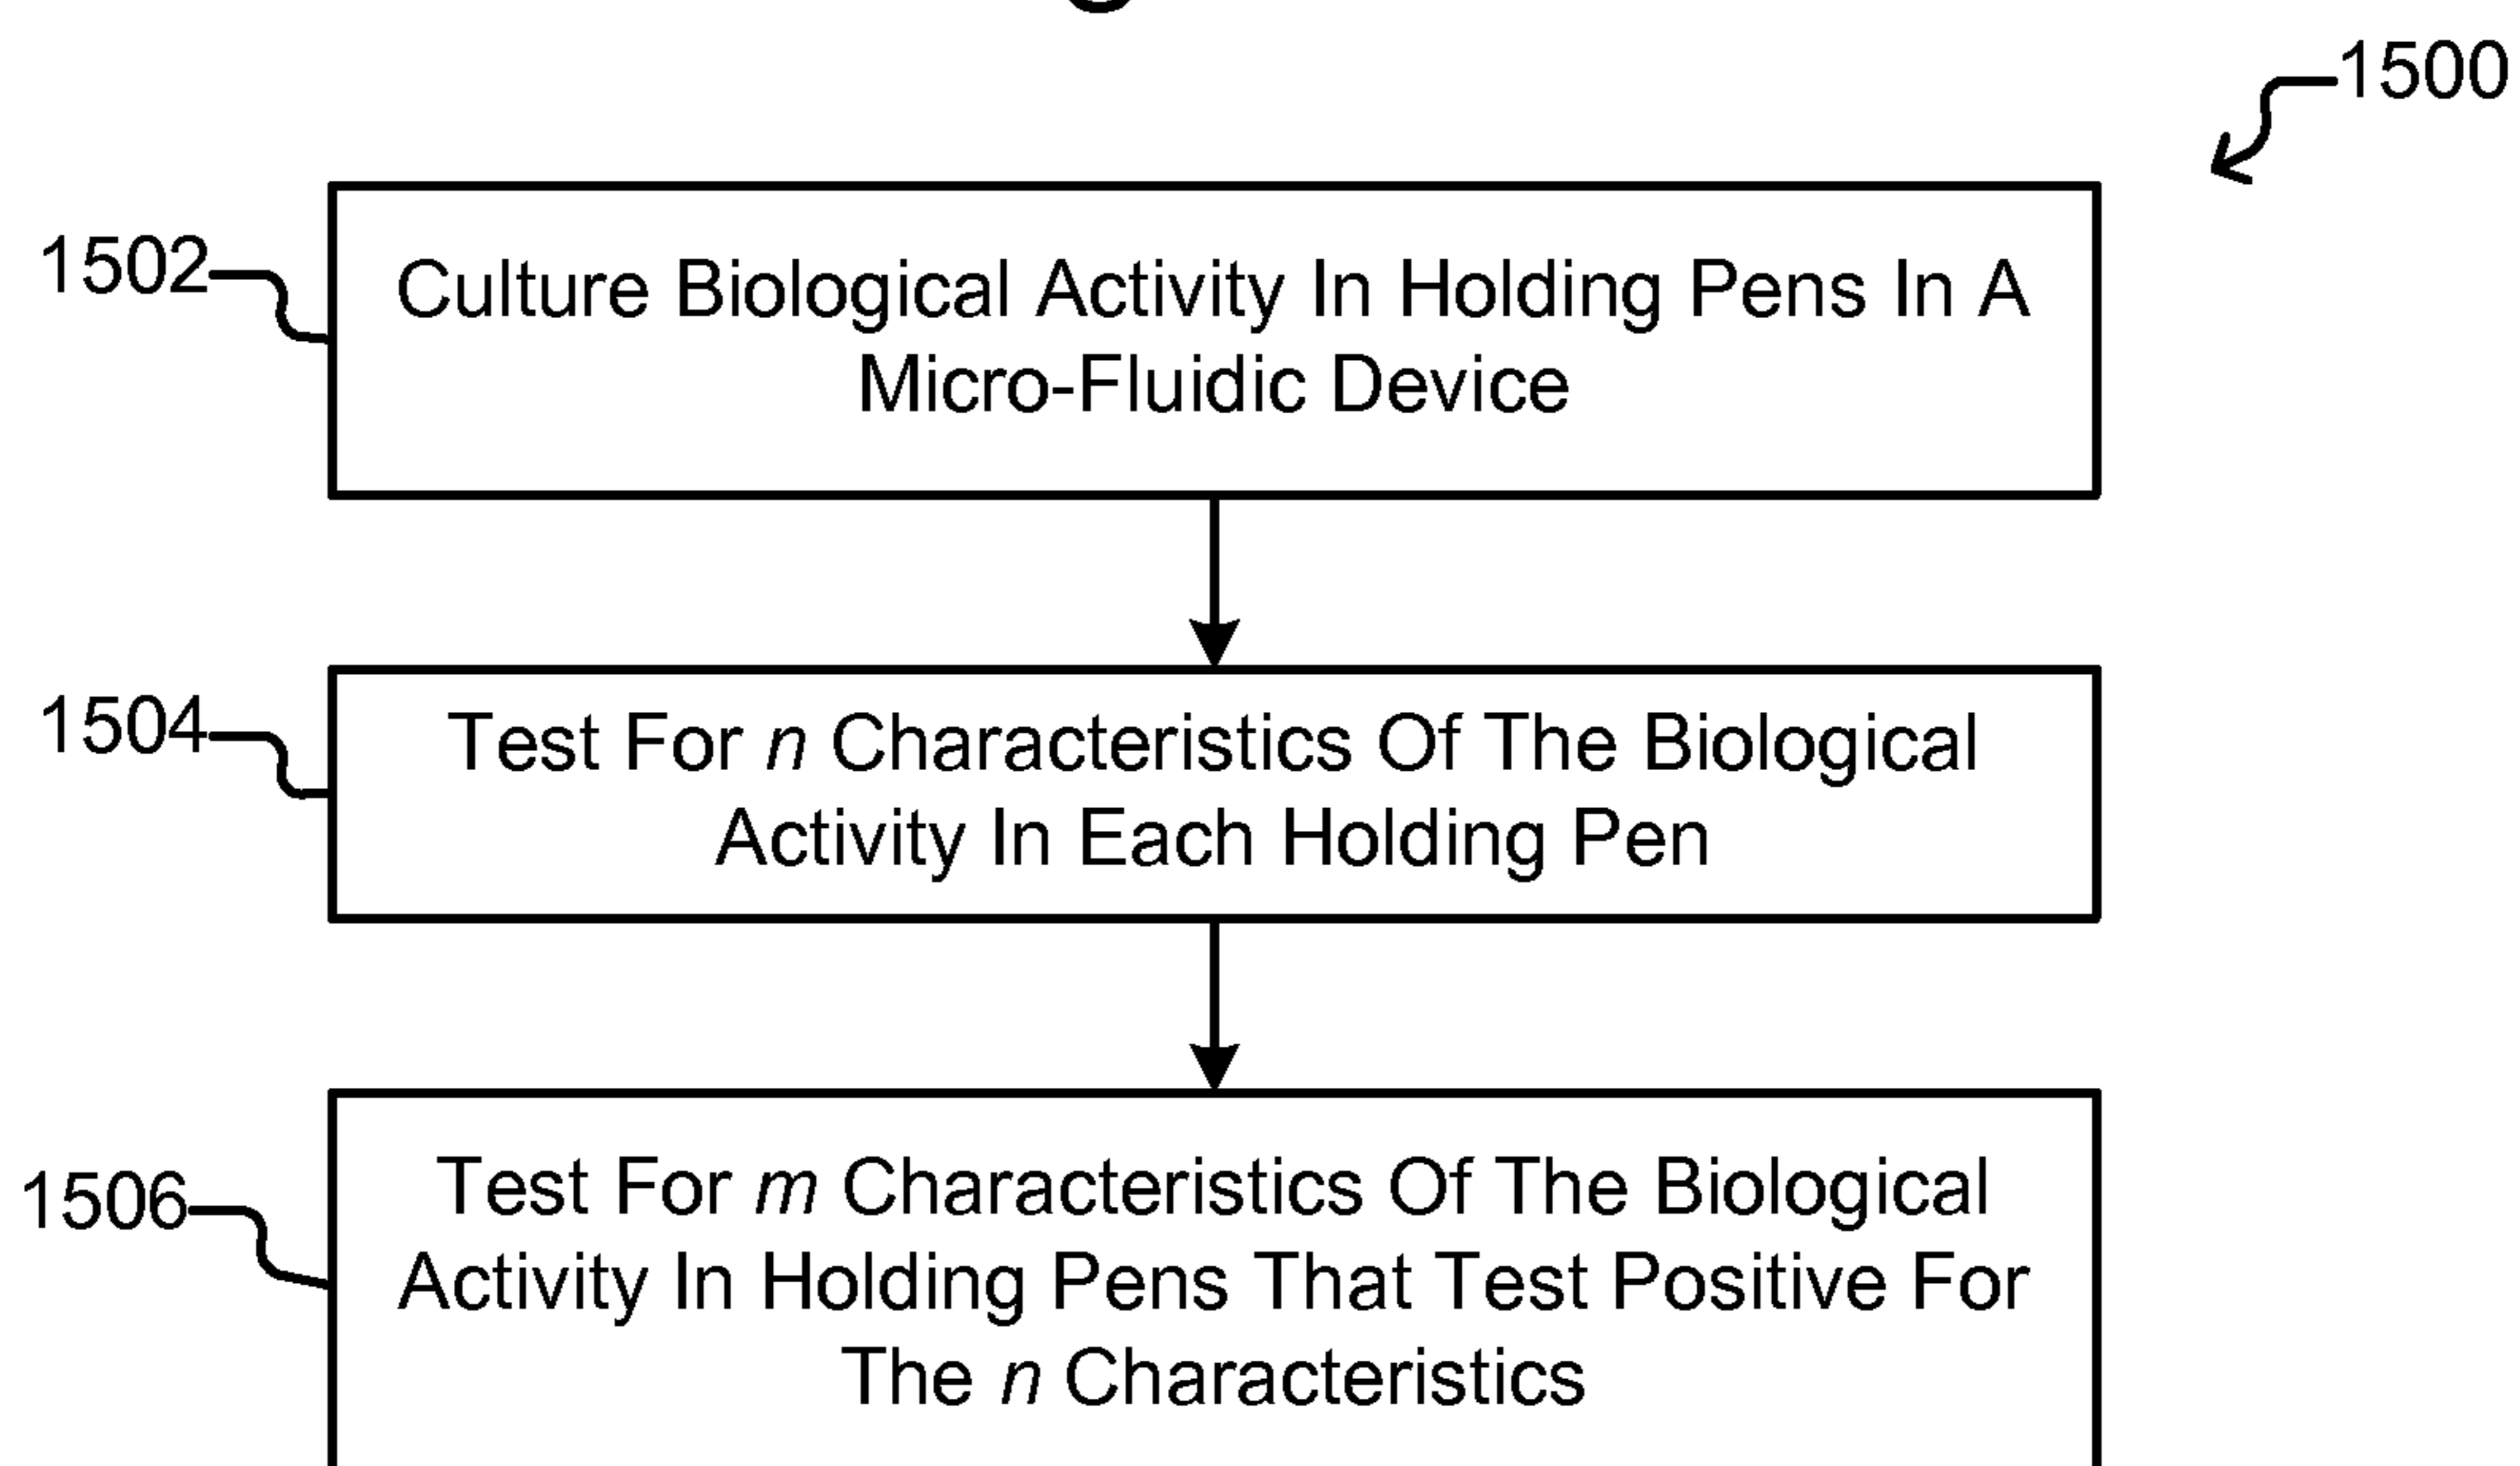 1500
1502
Culture Biological Activity In Holding Pens In A
Micro-Fluidic Device
1504
Test For n Characteristics Of The Biological
Activity In Each Holding Pen
1506
Test For m Characteristics Of The Biological
Activity In Holding Pens That Test Positive For
The n Characteristics